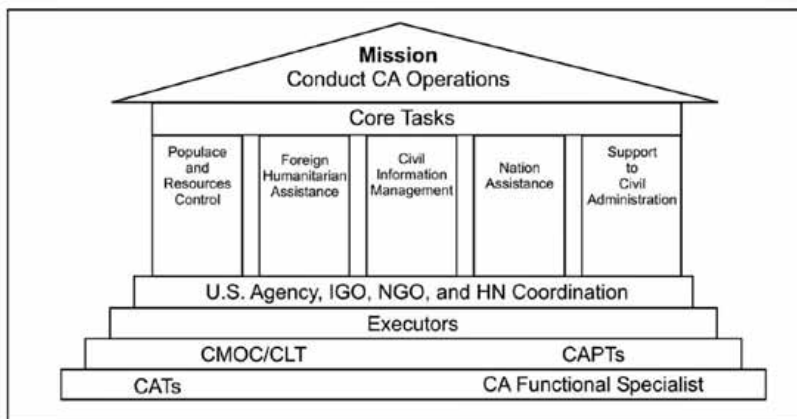 Mission
Conduct CA Operations
Core Tasks
Populace
and
Resources
Control
Foreign
Humanitarian
Assistance
Civil
Information
Management
Nation
Assistance
Support
to
Civil
Administration
U.S. Agency, IGO, NGO, and HN Coordination
Executors
CMOC/CLT CAPTs
CATs CA Functional Specialist